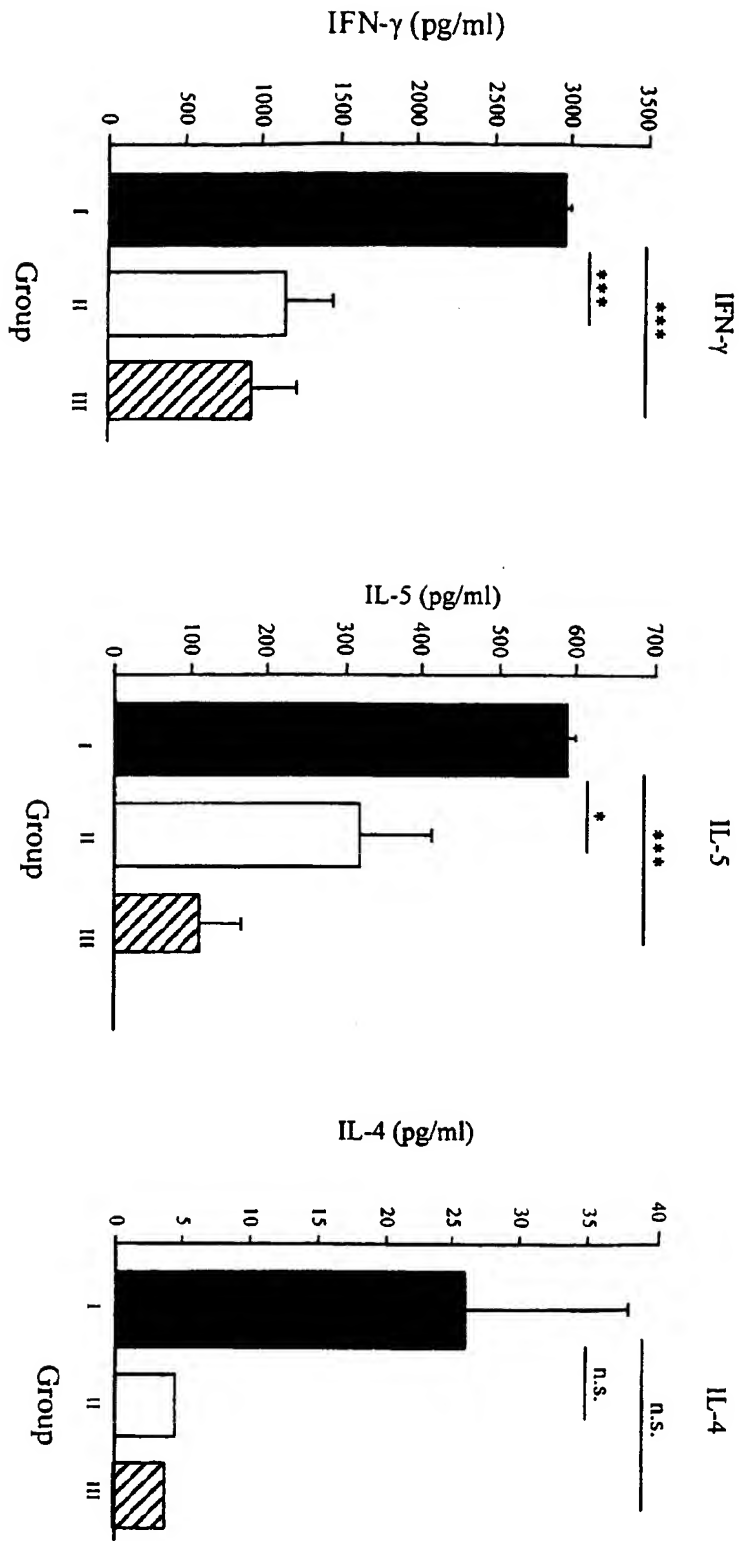 IFN-γ
IFN-γ (pg/ml)
3500
3000
2500
2000
1500
1000
500
0
***
***
I
II
III
Group
IL-5
IL-5 (pg/ml)
700
600
500
400
300
200
100
0
***
*
I
II
III
Group
IL-4
IL-4 (pg/ml)
40
35
30
25
20
15
10
5
0
n.s.
n.s.
I
II
III
Group